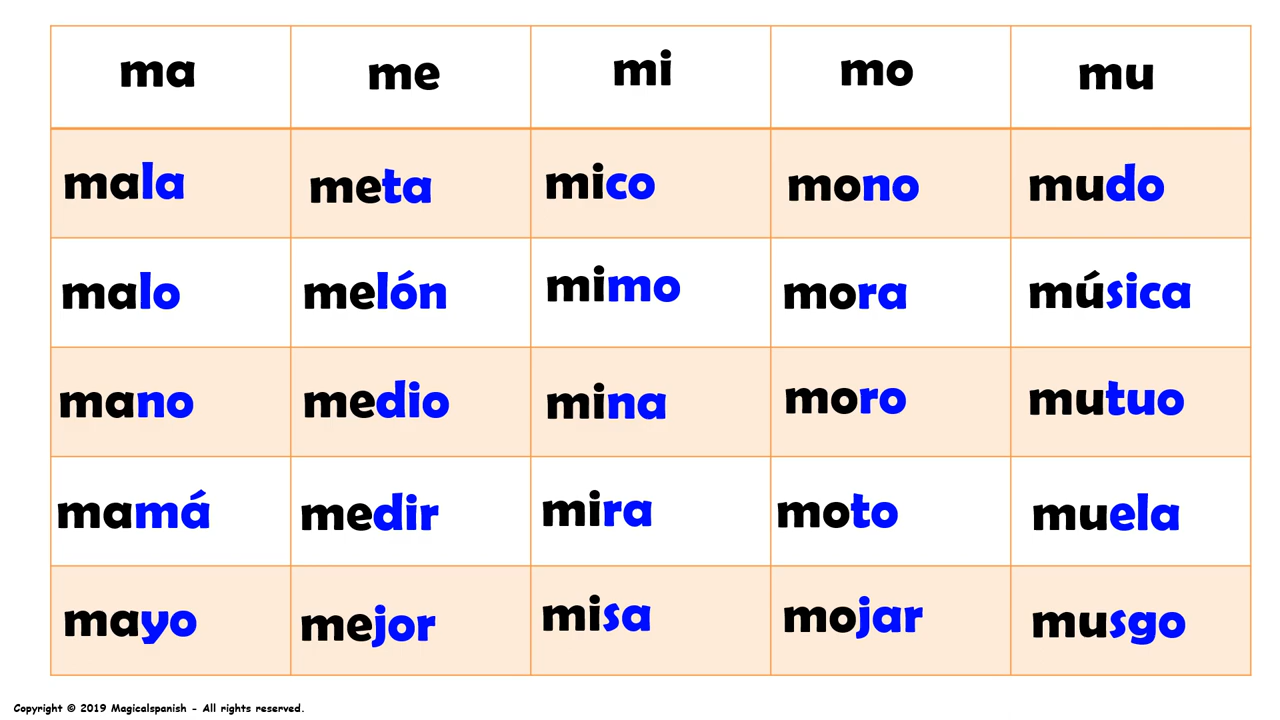 ma me mi mo mu
mala meta mico mono mudo
malo melón mimo mora música
mano medio mina moro mutuo
mamá medir mira moto muela
mayo mejor misa mojar musgo
Copyright © 2019 Magicalspanish - All rights reserved.